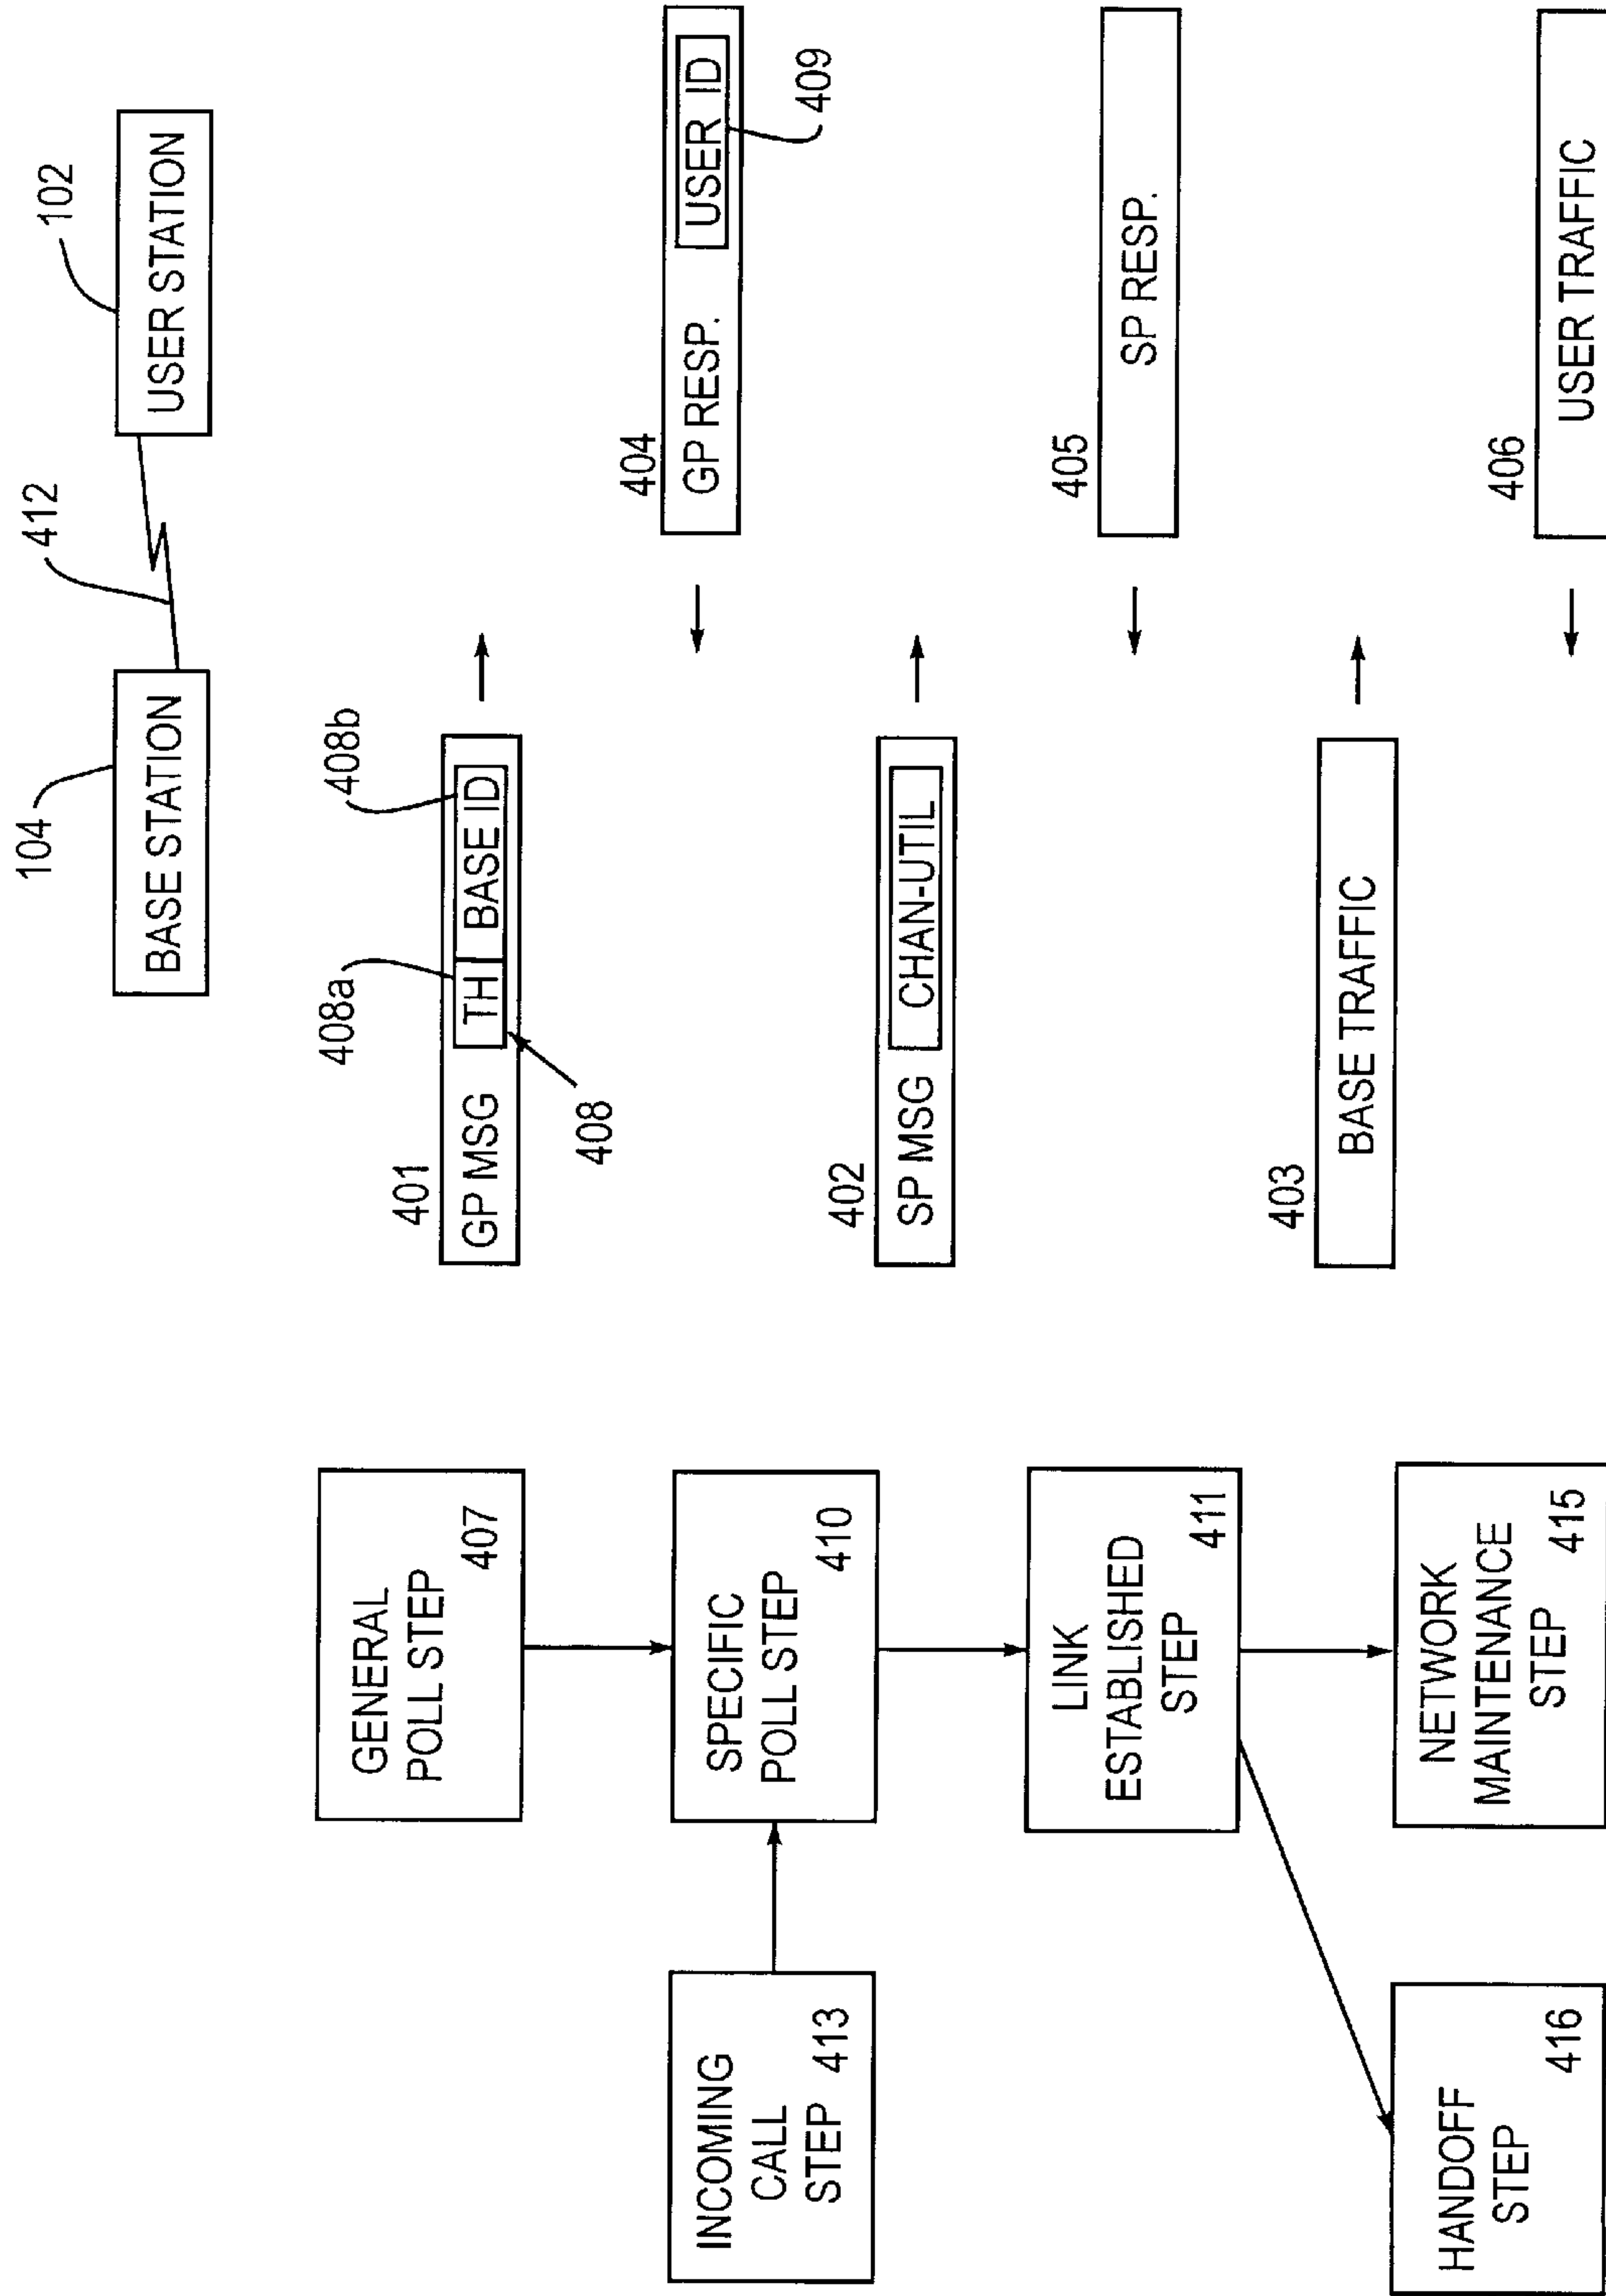 104
BASE STATION
412
102
USER STATION
GENERAL
POLL STEP
407
401
408a
408b
GP MSG
TH
BASE ID
408
404
GP RESP.
USER ID
409
INCOMING
CALL
STEP 413
SPECIFIC
POLL STEP
410
402
SP MSG
CHAN-UTIL
405
SP RESP.
LINK
ESTABLISHED
STEP
411
403
BASE TRAFFIC
406
USER TRAFFIC
HANDOFF
STEP
416
NETWORK
MAINTENANCE
STEP 415